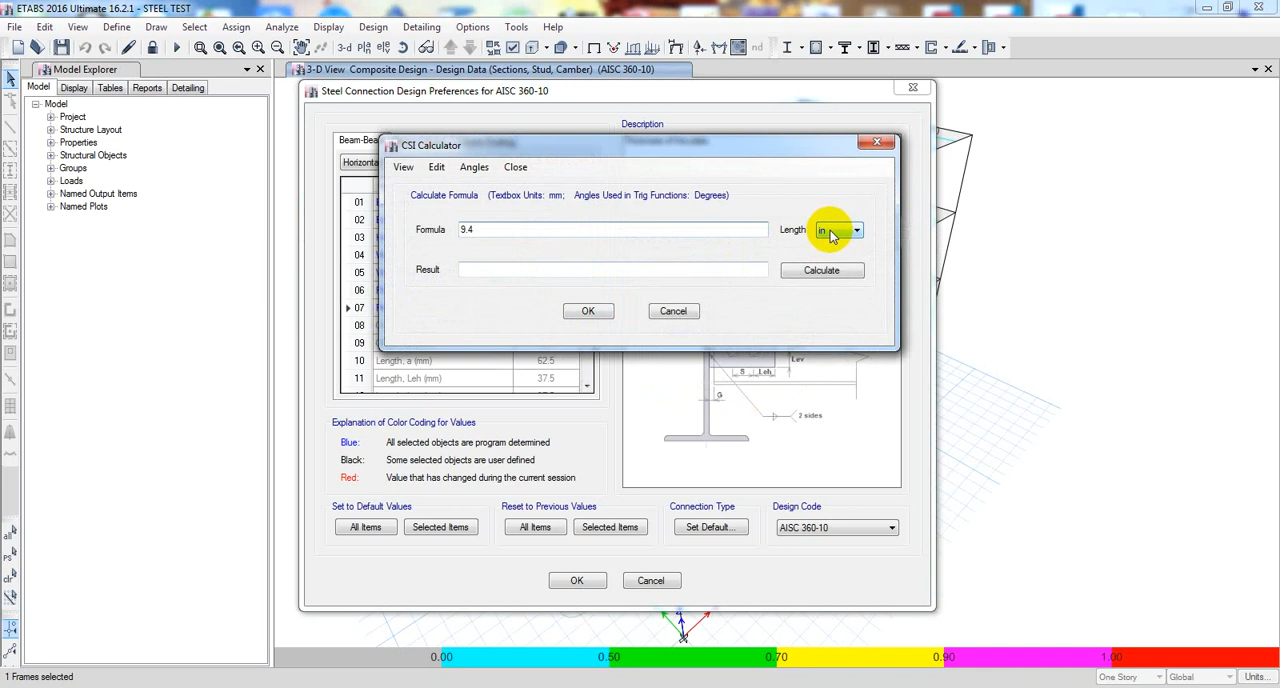 ETABS 2016 Ultimate 16.2.1 - STEEL TEST
File Edit View Define Draw Select Assign Analyze Display Design Detailing Options Tools Help
3-d
nd
Model Explorer
3-D View Composite Design - Design Data (Sections, Stud, Camber) (AISC 360-10)
Model Display Tables Reports Detailing
Model
Project
Structure Layout
Properties
Structural Objects
Groups
Loads
Named Output Items
Named Plots
all
PS
clr
Steel Connection Design Preferences for AISC 360-10
Description
Beam-Bea
Horizonta
01
02
03
04
05
06
07
08
09
10 Length, a (mm) 62.5
11 Length, Leh (mm) 37.5
CSI Calculator
View Edit Angles Close
Calculate Formula (Textbox Units: mm; Angles Used in Trig Functions: Degrees)
Formula 9.4 Length in
Result Calculate
OK Cancel
Lev
S Leh
G
2 sides
Explanation of Color Coding for Values
Blue: All selected objects are program determined
Black: Some selected objects are user defined
Red: Value that has changed during the current session
Set to Default Values
All Items Selected Items
Reset to Previous Values
All Items Selected Items
Connection Type
Set Default...
Design Code
AISC 360-10
OK Cancel
0.00 0.50 0.70 0.90 1.00
1 Frames selected
One Story Global Units...